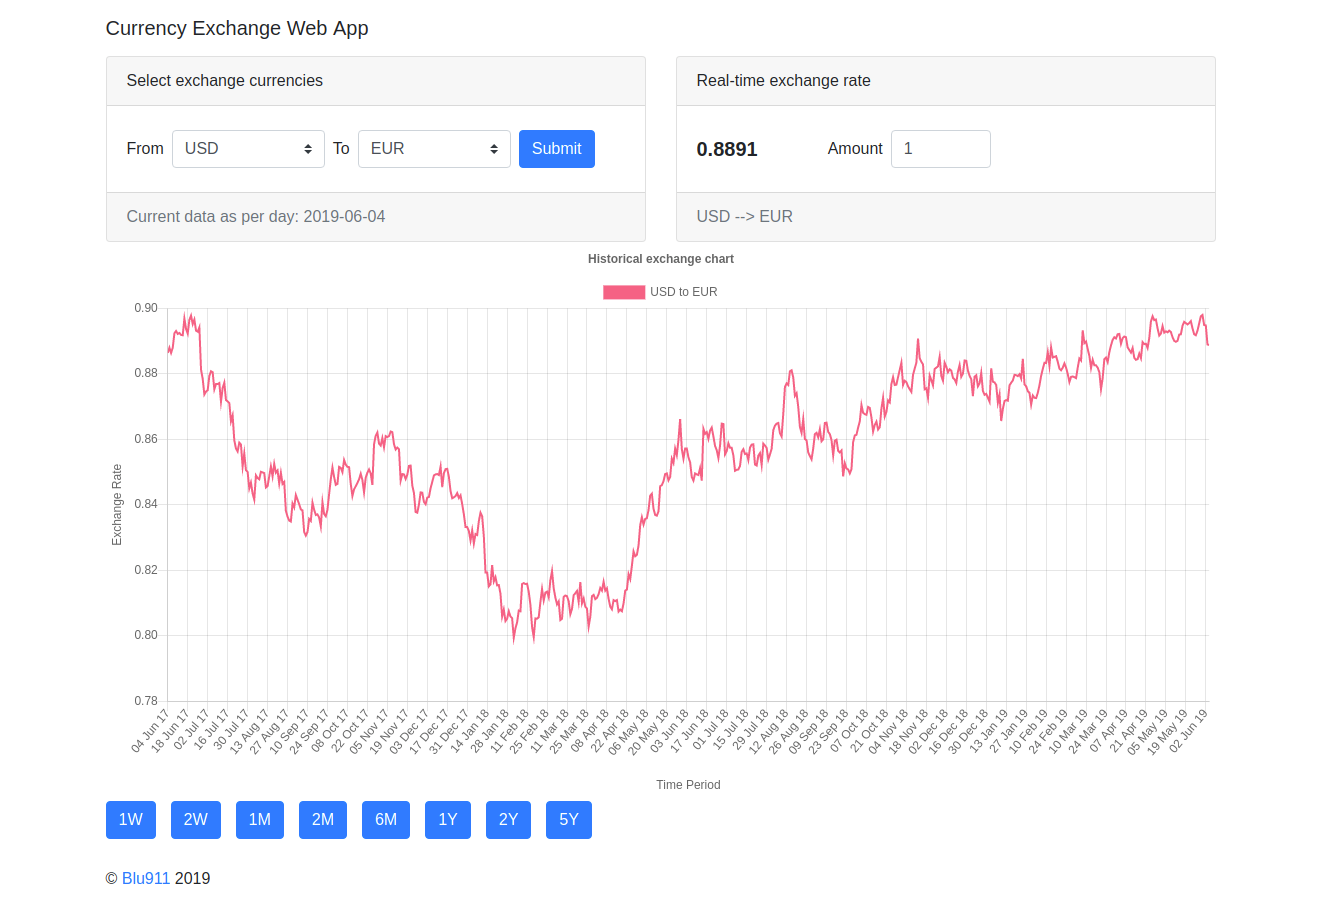 Currency Exchange Web App
Select exchange currencies
From USD To EUR Submit
Current data as per day: 2019-06-04
Real-time exchange rate
0.8891 Amount 1
USD --> EUR
Historical exchange chart
USD to EUR
Exchange Rate
0.90
0.88
0.86
0.84
0.82
0.80
0.78
04 Jun 17
18 Jun 17
02 Jul 17
16 Jul 17
30 Jul 17
13 Aug 17
27 Aug 17
10 Sep 17
24 Sep 17
08 Oct 17
22 Oct 17
05 Nov 17
19 Nov 17
03 Dec 17
17 Dec 17
31 Dec 17
14 Jan 18
28 Jan 18
11 Feb 18
25 Feb 18
11 Mar 18
25 Mar 18
08 Apr 18
22 Apr 18
06 May 18
20 May 18
03 Jun 18
17 Jun 18
01 Jul 18
15 Jul 18
29 Jul 18
12 Aug 18
26 Aug 18
09 Sep 18
23 Sep 18
07 Oct 18
21 Oct 18
04 Nov 18
18 Nov 18
02 Dec 18
16 Dec 18
30 Dec 18
13 Jan 19
27 Jan 19
10 Feb 19
24 Feb 19
10 Mar 19
24 Mar 19
07 Apr 19
21 Apr 19
05 May 19
19 May 19
02 Jun 19
Time Period
1W 2W 1M 2M 6M 1Y 2Y 5Y
© Blu911 2019